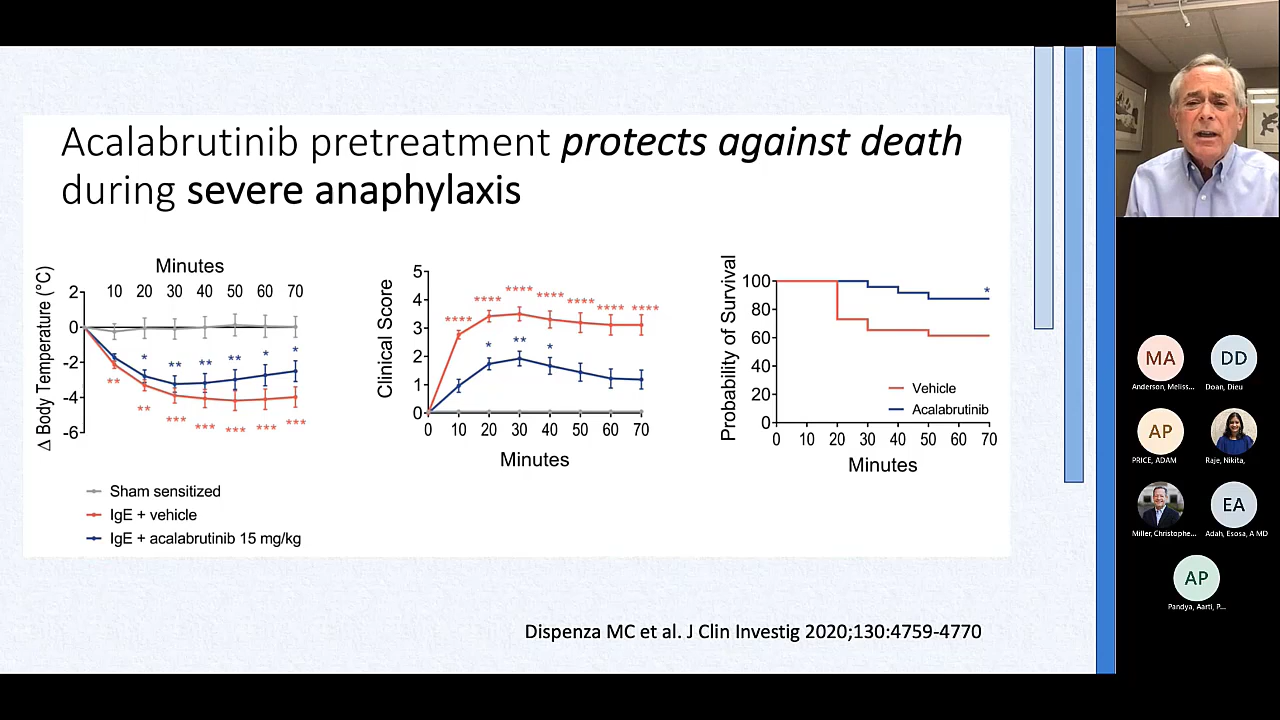 Acalabrutinib pretreatment protects against death
during severe anaphylaxis
Minutes
10 20 30 40 50 60 70
Δ Body Temperature (°C)
2
0
-2
-4
-6
* ** ** ** * *
** ** *** *** *** *** ***
Sham sensitized
IgE + vehicle
IgE + acalabrutinib 15 mg/kg
Clinical Score
5
4
3
2
1
0
**** **** **** **** **** **** ****
* ** *
0 10 20 30 40 50 60 70
Minutes
Probability of Survival
100
80
60
40
20
0
*
Vehicle
Acalabrutinib
0 10 20 30 40 50 60 70
Minutes
Dispenza MC et al. J Clin Investig 2020;130:4759-4770
MA
DD
Anderson, Meliss...
Doan, Dieu
AP
PRICE, ADAM
Raje, Nikita,
EA
Miller, Christophe...
Adah, Esosa, A MD
AP
Pandya, Aarti, P...